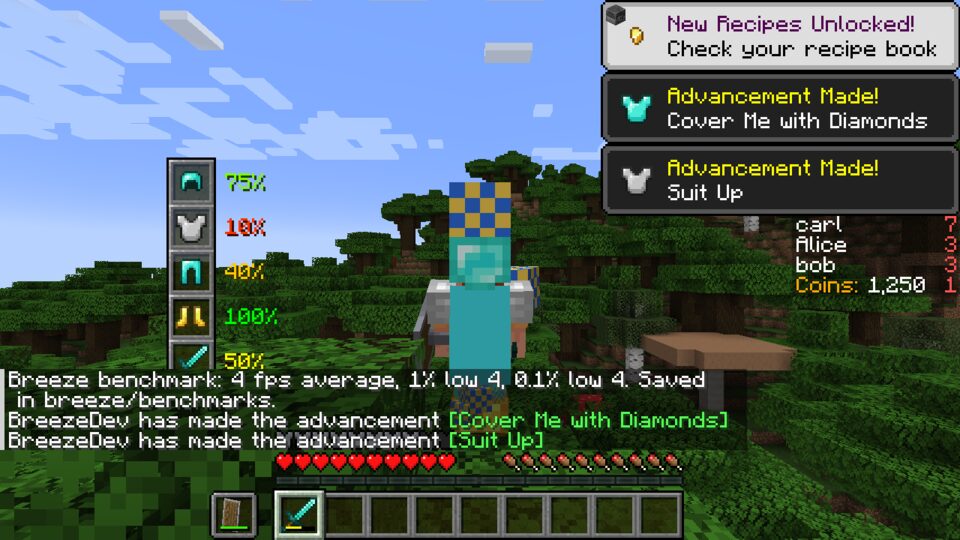 New Recipes Unlocked!
Check your recipe book
Advancement Made!
Cover Me with Diamonds
Advancement Made!
Suit Up
75%
10%
40%
100%
50%
carl 7
Alice 3
bob 3
Coins: 1,250 1
Breeze benchmark: 4 fps average, 1% low 4, 0.1% low 4. Saved
in breeze/benchmarks.
BreezeDev has made the advancement [Cover Me with Diamonds]
BreezeDev has made the advancement [Suit Up]